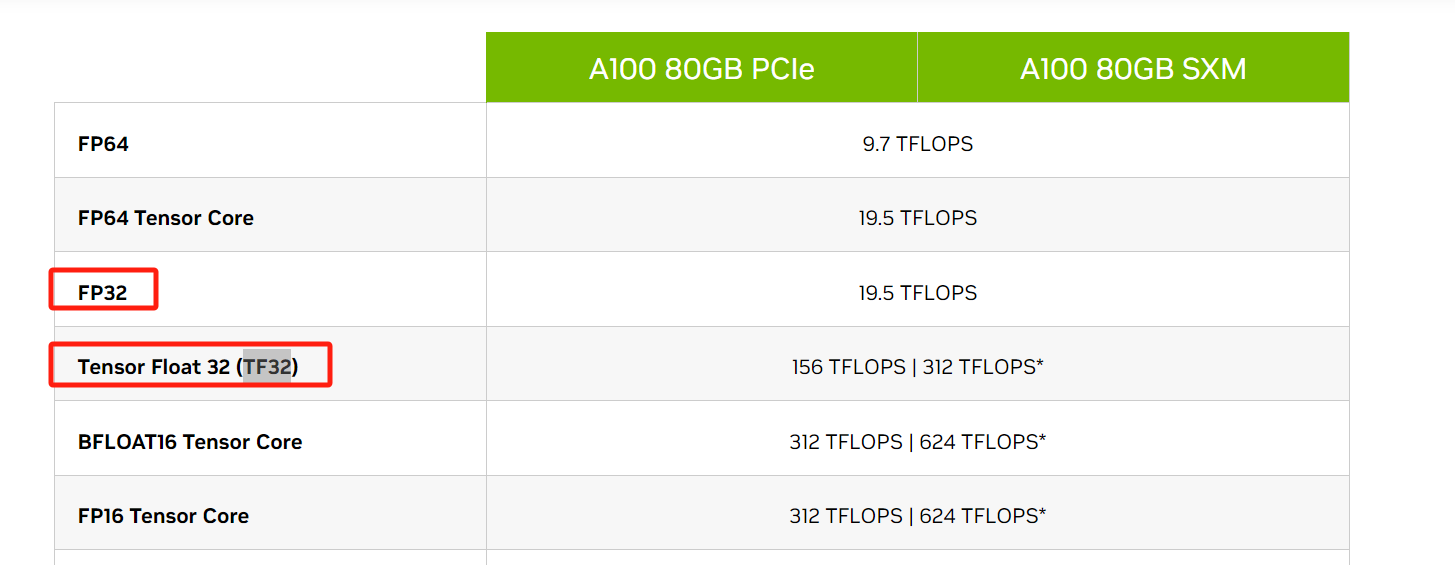 A100 80GB PCIe A100 80GB SXM
FP64 9.7 TFLOPS
FP64 Tensor Core 19.5 TFLOPS
FP32 19.5 TFLOPS
Tensor Float 32 (TF32) 156 TFLOPS | 312 TFLOPS*
BFLOAT16 Tensor Core 312 TFLOPS | 624 TFLOPS*
FP16 Tensor Core 312 TFLOPS | 624 TFLOPS*